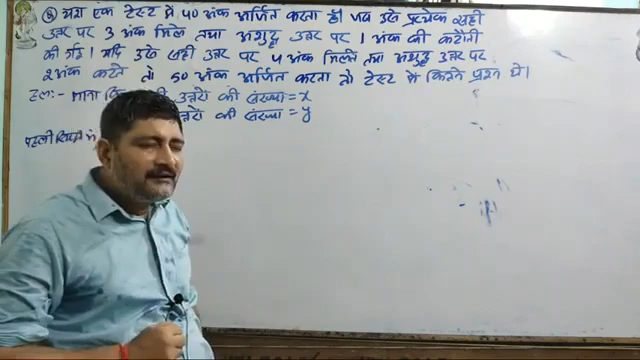 यश एक टेस्ट में 40 अंक अर्जित करता है। जब उसे प्रत्येक सही
उत्तर पर 3 अंक मिले तथा अशुद्ध उत्तर पर 1 अंक की कटौती
की गई। यदि उसे सही उत्तर पर 4 अंक मिलते तथा अशुद्ध उत्तर पर
2 अंक कटते तो 50 अंक अर्जित करता तो टेस्ट में कितने प्रश्न थे।
हल:- माना उत्तरों की संख्या = x
उत्तरों की संख्या = y
पहली स्थिति में